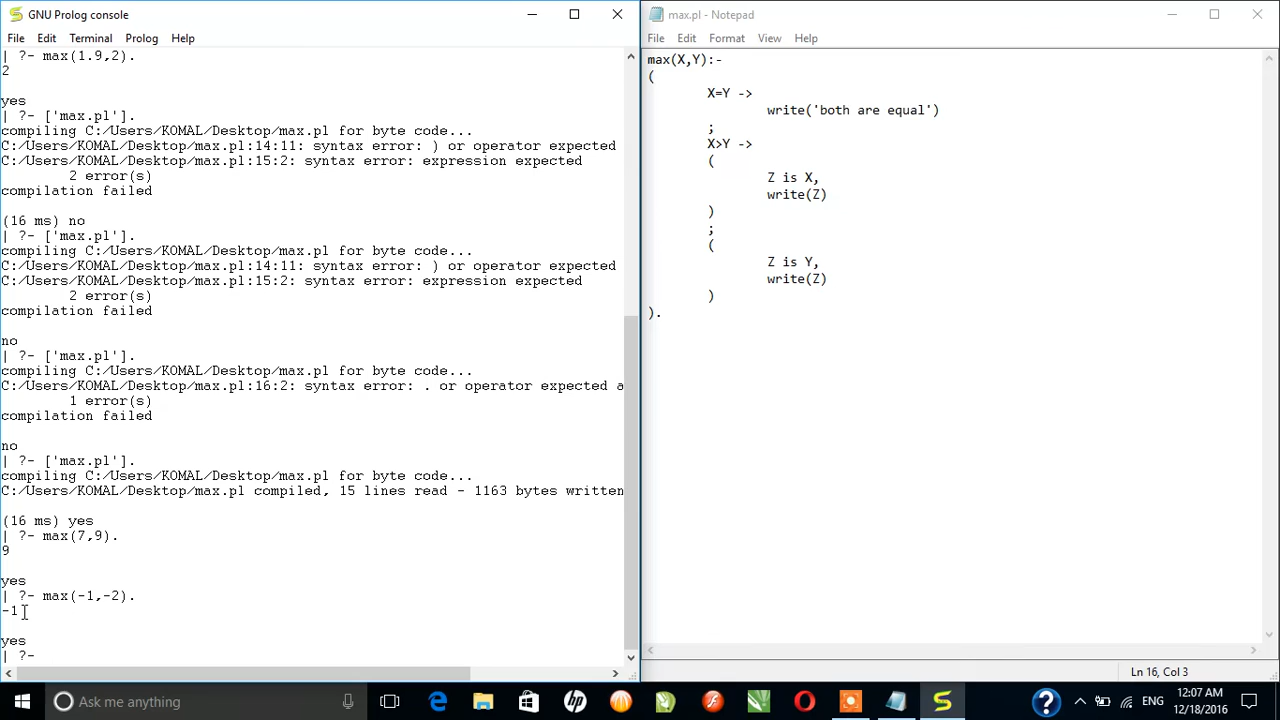 GNU Prolog console
File Edit Terminal Prolog Help
| ?- max(1.9,2).
2
yes
| ?- ['max.pl'].
compiling C:/Users/KOMAL/Desktop/max.pl for byte code...
C:/Users/KOMAL/Desktop/max.pl:14:11: syntax error: ) or operator expected
C:/Users/KOMAL/Desktop/max.pl:15:2: syntax error: expression expected
2 error(s)
compilation failed
(16 ms) no
| ?- ['max.pl'].
compiling C:/Users/KOMAL/Desktop/max.pl for byte code...
C:/Users/KOMAL/Desktop/max.pl:14:11: syntax error: ) or operator expected
C:/Users/KOMAL/Desktop/max.pl:15:2: syntax error: expression expected
2 error(s)
compilation failed
no
| ?- ['max.pl'].
compiling C:/Users/KOMAL/Desktop/max.pl for byte code...
C:/Users/KOMAL/Desktop/max.pl:16:2: syntax error: . or operator expected a
1 error(s)
compilation failed
no
| ?- ['max.pl'].
compiling C:/Users/KOMAL/Desktop/max.pl for byte code...
C:/Users/KOMAL/Desktop/max.pl compiled, 15 lines read - 1163 bytes written
(16 ms) yes
| ?- max(7,9).
9
yes
| ?- max(-1,-2).
-1
yes
| ?-
max.pl - Notepad
File Edit Format View Help
max(X,Y):-
(
X=Y ->
write('both are equal')
;
X>Y ->
(
Z is X,
write(Z)
)
;
(
Z is Y,
write(Z)
)
).
Ln 16, Col 3
Ask me anything
ENG
12:07 AM
12/18/2016